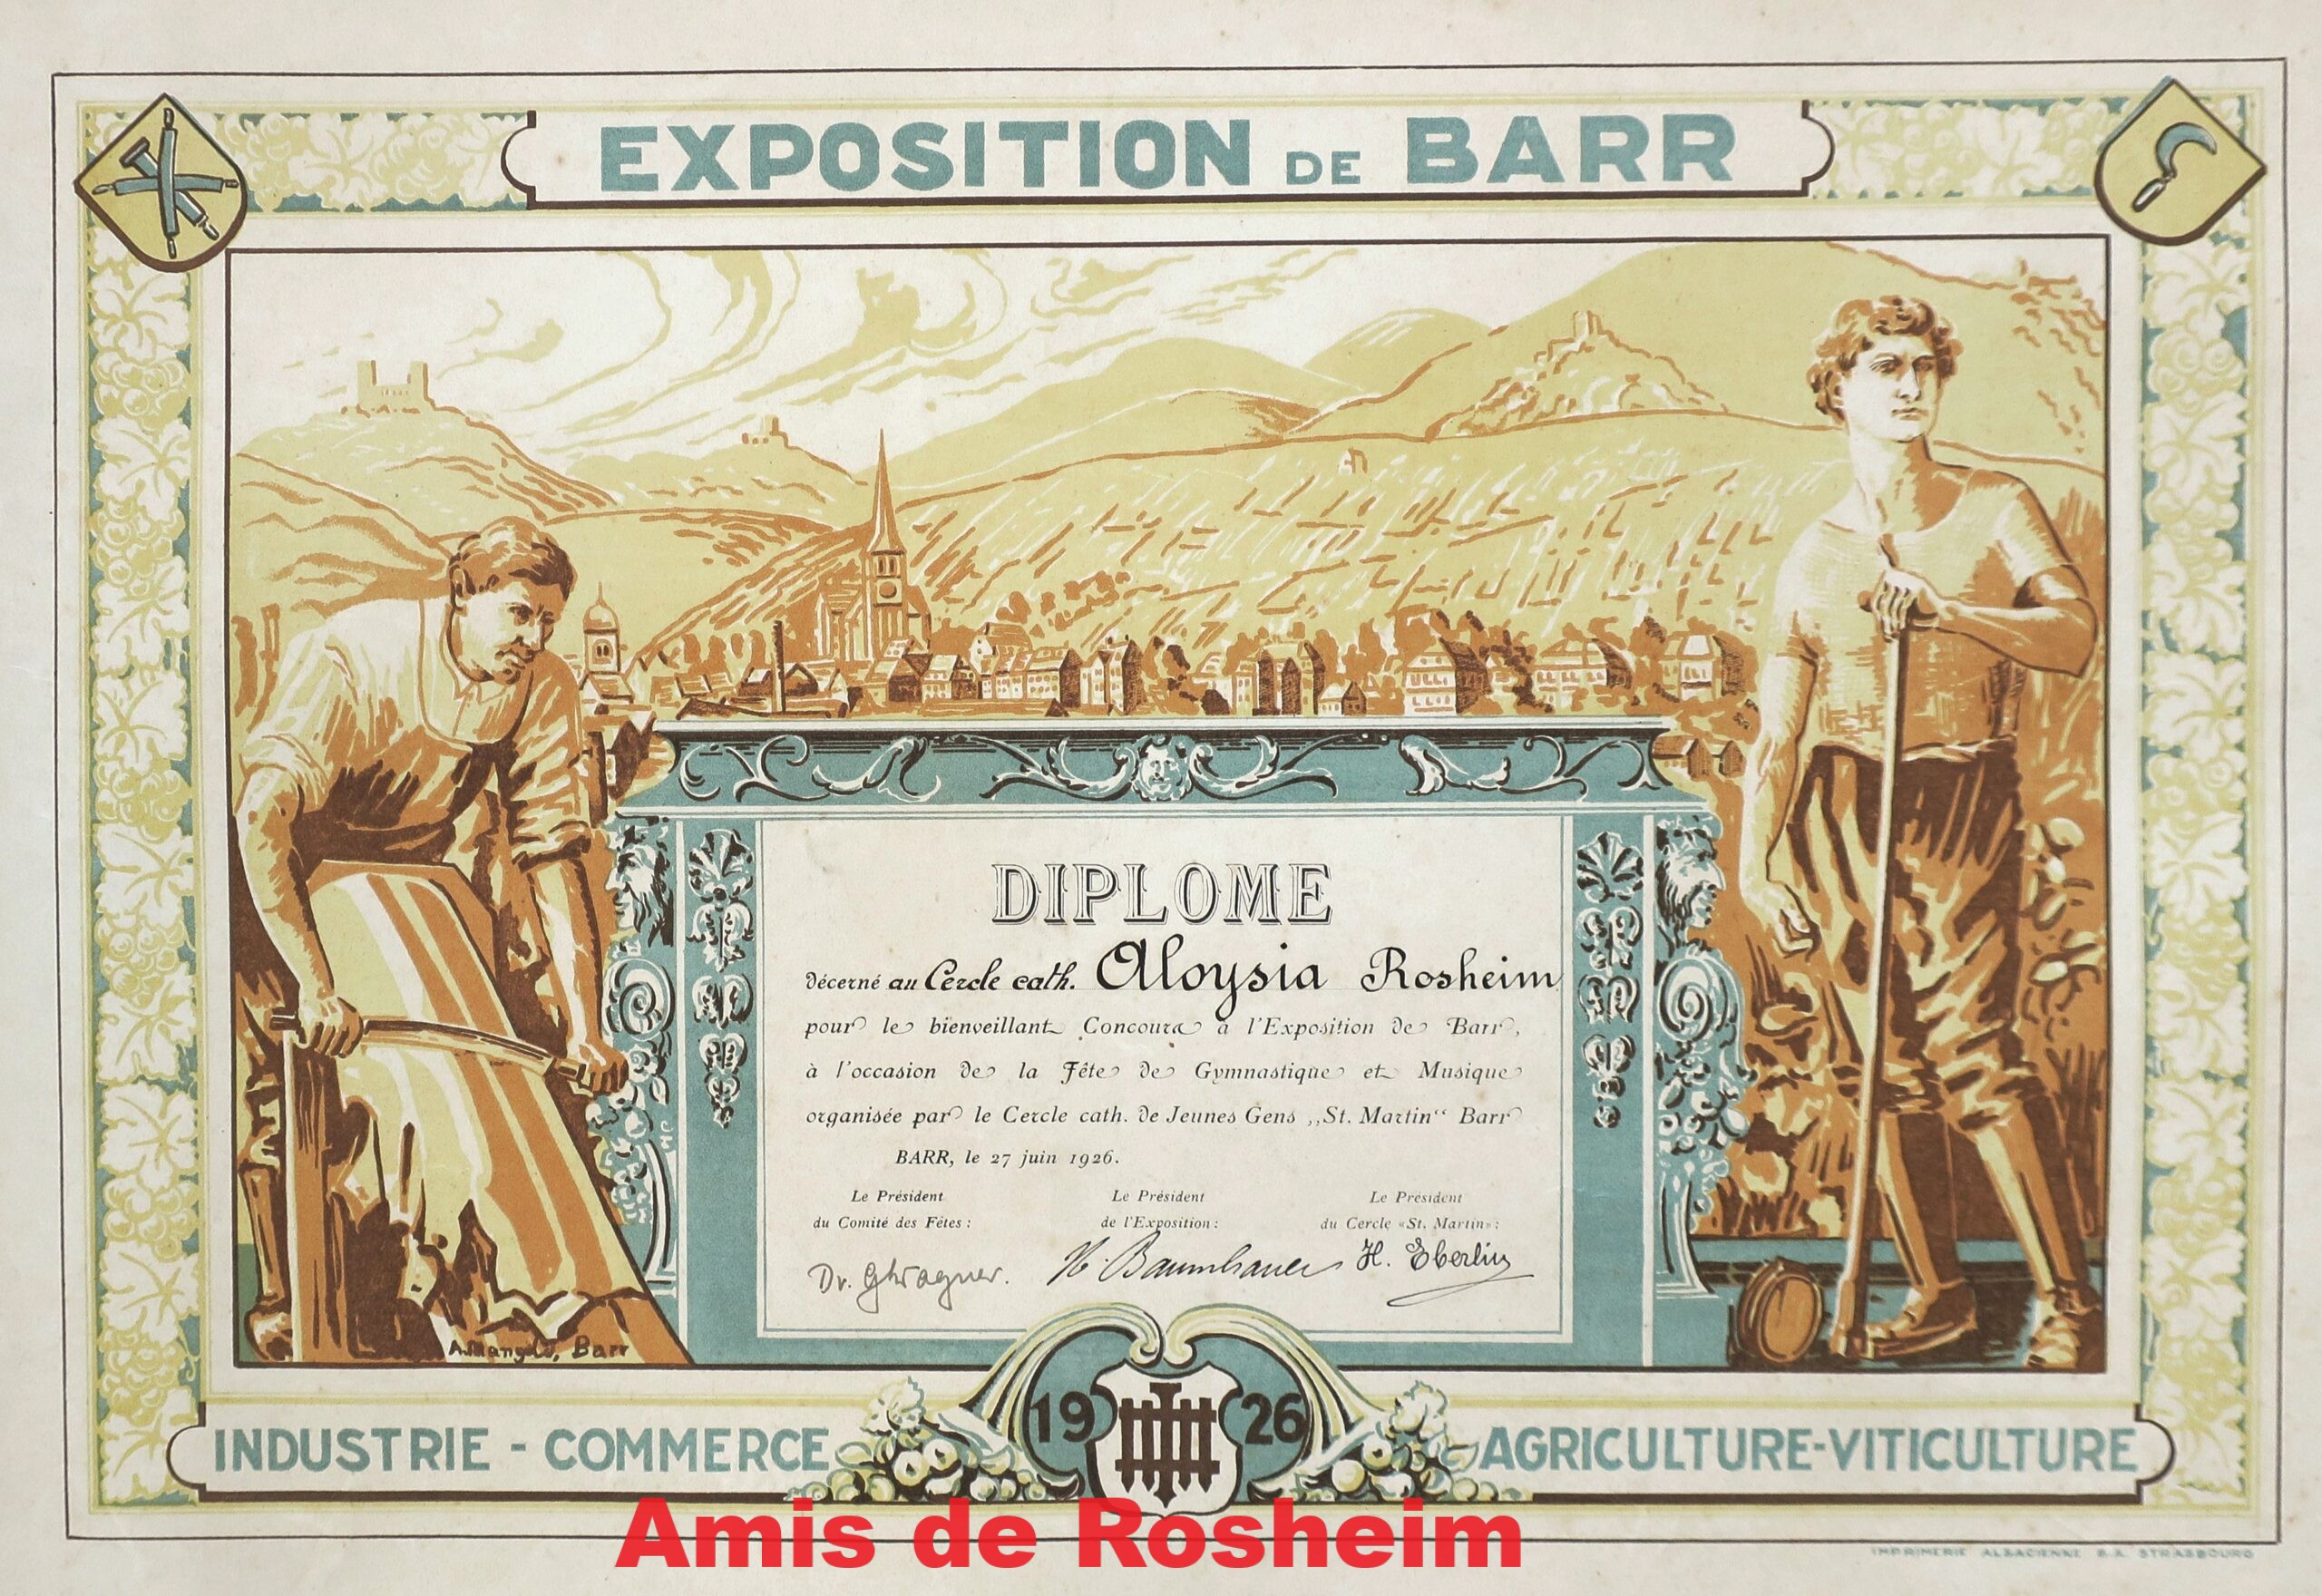 EXPOSITION DE BARR
DIPLOME
décerné au Cercle cath. Aloysia Rosheim
pour le bienveillant Concours à l'Exposition de Barr,
à l'occasion de la Fête de Gymnastique et Musique
organisée par le Cercle cath. de Jeunes Gens ,,St. Martin“ Barr
BARR, le 27 juin 1926.
Le Président
du Comité des Fêtes :
Le Président
de l'Exposition :
Le Président
du Cercle «St. Martin» :
Dr. G Wagner.
H. Baumhauer
H. Eberlin
Barr
19 26
INDUSTRIE - COMMERCE
AGRICULTURE-VITICULTURE
Amis de Rosheim
IMPRIMERIE ALSACIENNE S.A. STRASBOURG